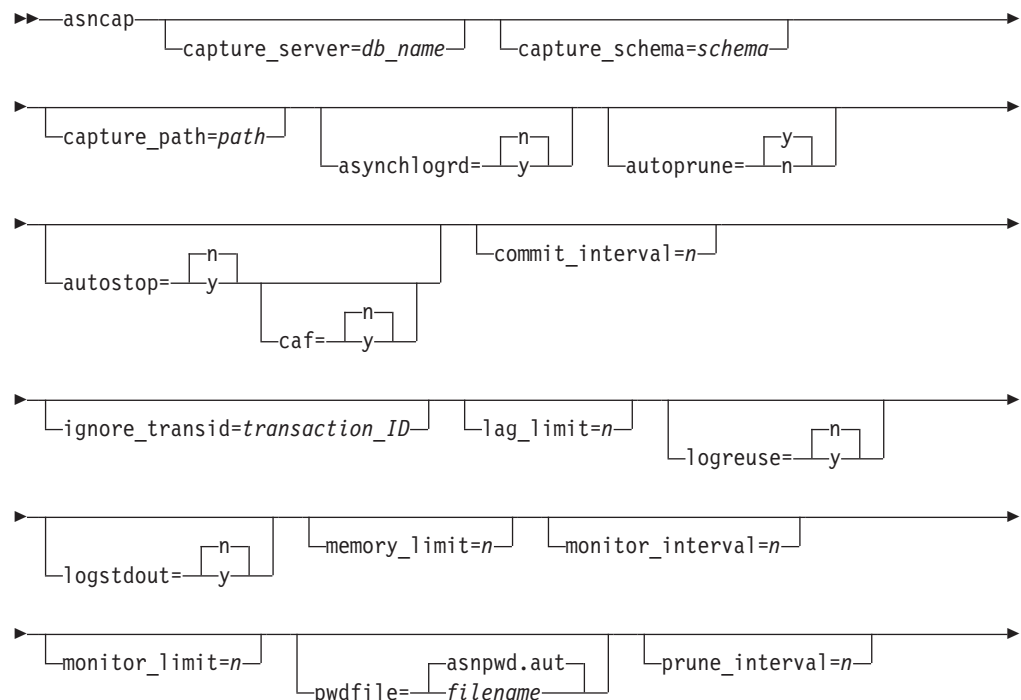 asncap
capture_server=db_name capture_schema=schema
capture_path=path
n y
asynchlogrd= y autoprune= n
n commit_interval=n
autostop= y
n
caf= y
ignore_transid=transaction_ID lag_limit=n n
logreuse= y
n memory_limit=n monitor_interval=n
logstdout= y
monitor_limit=n asnpwd.aut prune_interval=n
pwdfile= filename